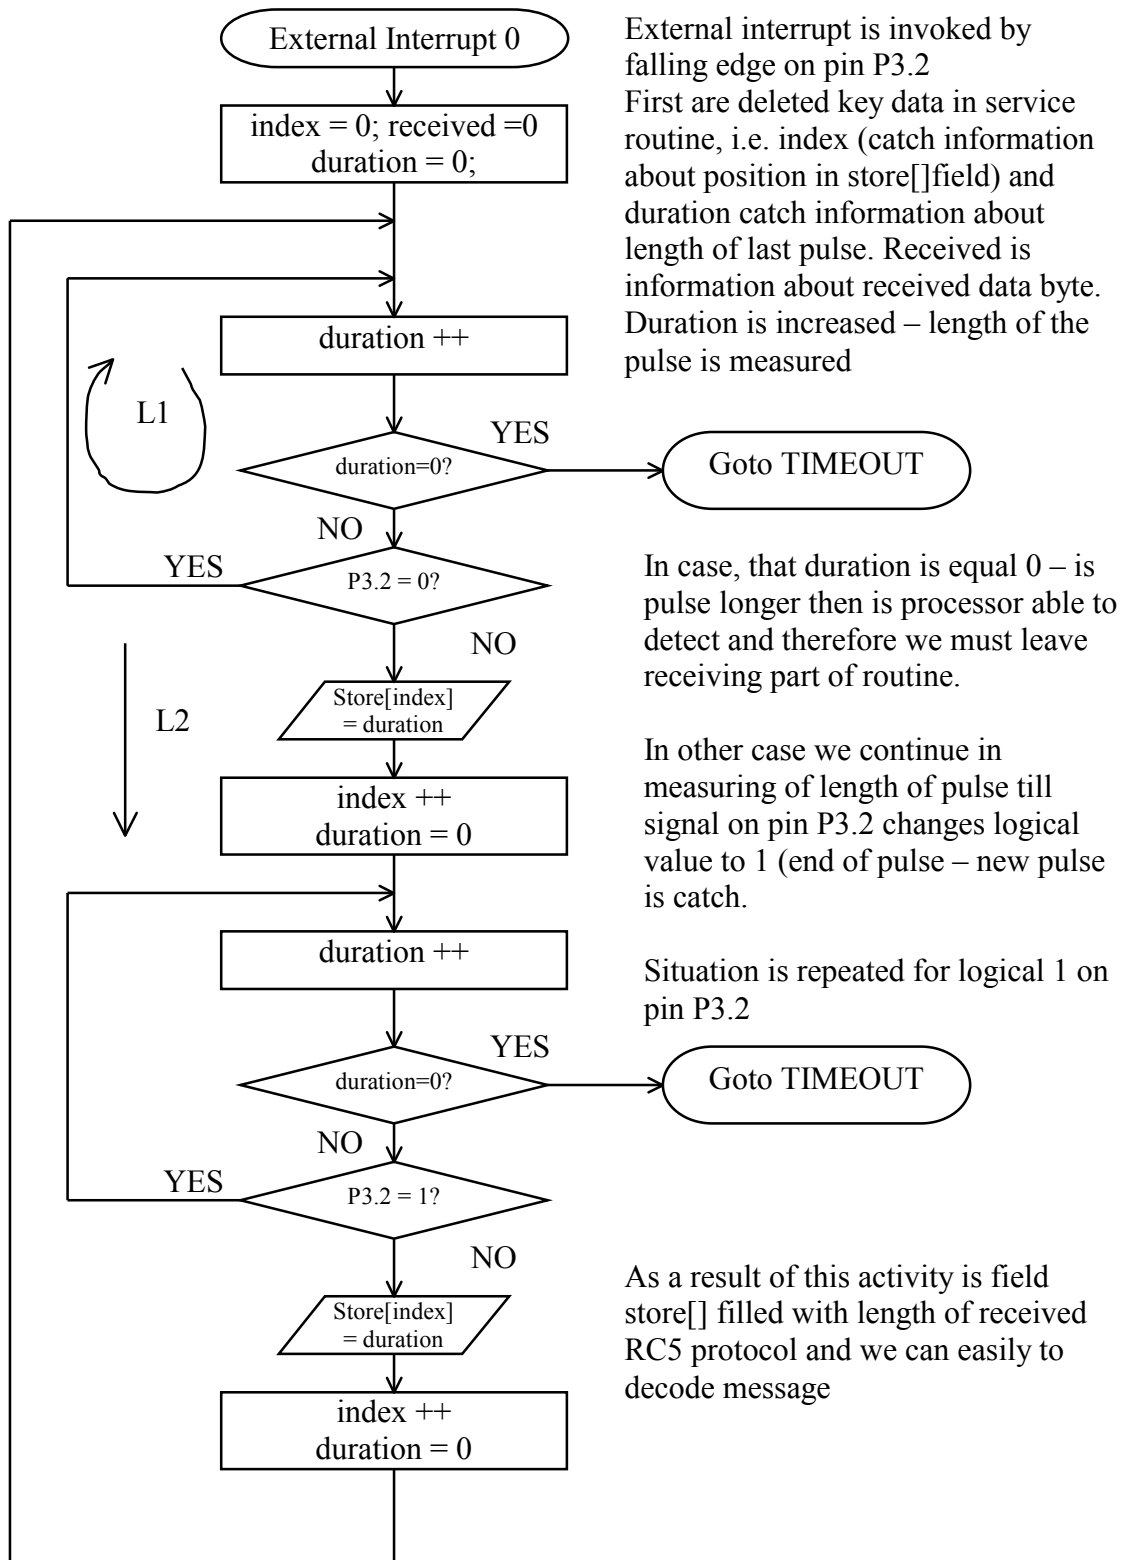 External Interrupt 0
index = 0; received =0
duration = 0;
External interrupt is invoked by
falling edge on pin P3.2
First are deleted key data in service
routine, i.e. index (catch information
about position in store[]field) and
duration catch information about
length of last pulse. Received is
information about received data byte.
Duration is increased – length of the
pulse is measured
duration ++
L1
duration=0?
YES
Goto TIMEOUT
NO
P3.2 = 0?
YES
NO
In case, that duration is equal 0 – is
pulse longer then is processor able to
detect and therefore we must leave
receiving part of routine.
L2
Store[index]
= duration
index ++
duration = 0
In other case we continue in
measuring of length of pulse till
signal on pin P3.2 changes logical
value to 1 (end of pulse – new pulse
is catch.
duration ++
Situation is repeated for logical 1 on
pin P3.2
duration=0?
YES
Goto TIMEOUT
NO
P3.2 = 1?
YES
NO
Store[index]
= duration
index ++
duration = 0
As a result of this activity is field
store[] filled with length of received
RC5 protocol and we can easily to
decode message